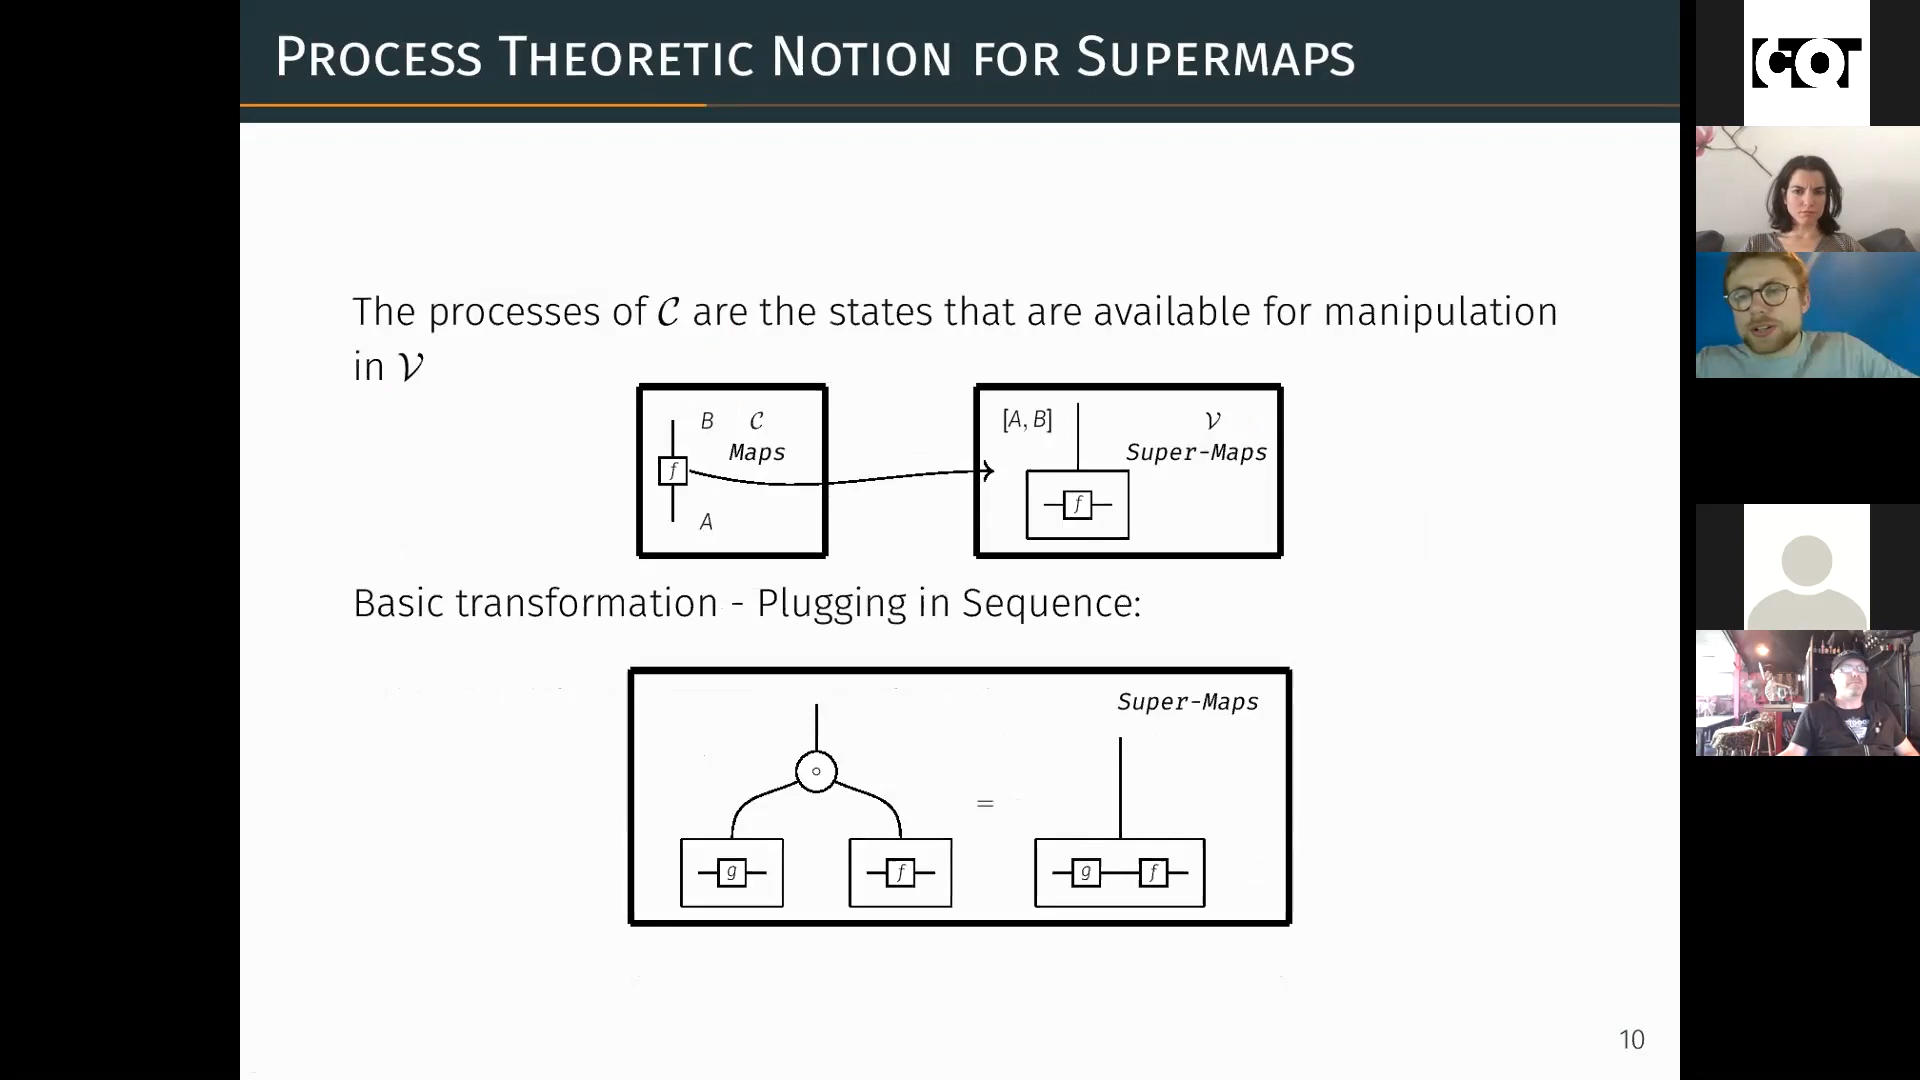 PROCESS THEORETIC NOTION FOR SUPERMAPS
CQT
The processes of 𝒞 are the states that are available for manipulation
in 𝒱
B 𝒞
Maps
f
A
[A, B] 𝒱
Super-Maps
f
Basic transformation - Plugging in Sequence:
Super-Maps
∘
=
g f g f
10